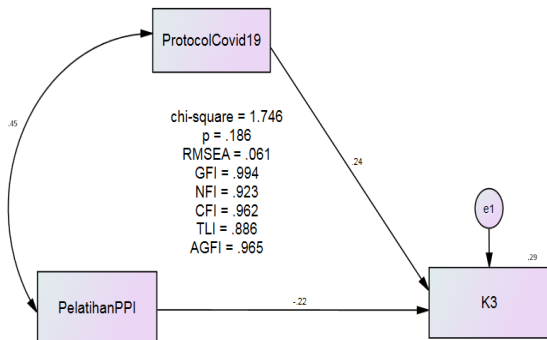 ProtocolCovid19
.45
chi-square = 1.746
p = .186
RMSEA = .061
GFI = .994
NFI = .923
CFI = .962
TLI = .886
AGFI = .965
.24
e1
.29
PelatihanPPI
-.22
K3